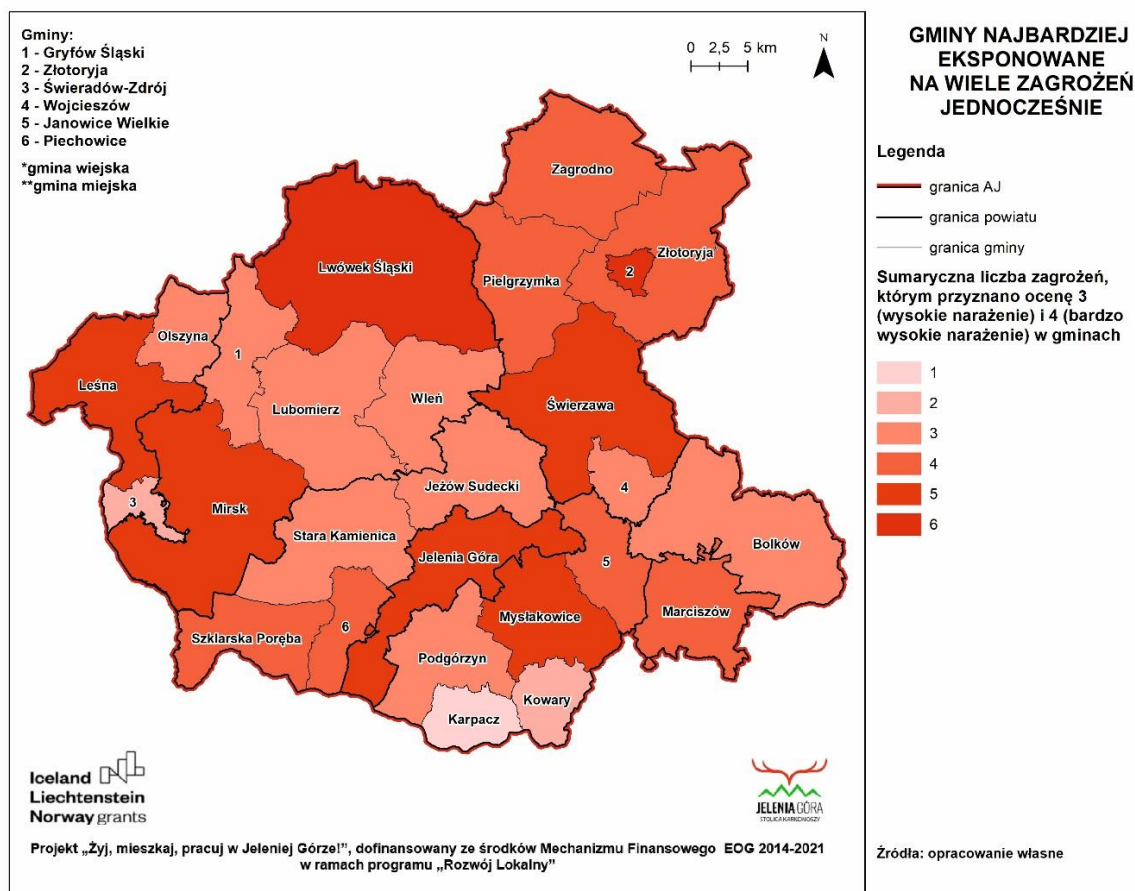 Gminy:
1 - Gryfów Śląski
2 - Złotoryja
3 - Świeradów-Zdrój
4 - Wojcieszów
5 - Janowice Wielkie
6 - Piechowice
*gmina wiejska
**gmina miejska
0 2,5 5 km
N
Zagrodno
Złotoryja
2
Pielgrzymka
Lwówek Śląski
Olszyna
1
Leśna
Lubomierz
Wleń
Świerzawa
3
Mirsk
Jeżów Sudecki
4
Stara Kamienica
Jelenia Góra
Bolków
5
Mysłakowice
Marciszów
Szklarska Poręba
6
Podgórzyn
Kowary
Karpacz
Iceland
Liechtenstein
Norway grants
JELENIA GÓRA
STOLICA KARKONOSZY
Projekt „Żyj, mieszkaj, pracuj w Jeleniej Górze!”, dofinansowany ze środków Mechanizmu Finansowego EOG 2014-2021
w ramach programu „Rozwój Lokalny”
GMINY NAJBARDZIEJ
EKSPONOWANE
NA WIELE ZAGROŻEŃ
JEDNOCZEŚNIE
Legenda
granica AJ
granica powiatu
granica gminy
Sumaryczna liczba zagrożeń,
którym przyznano ocenę 3
(wysokie narażenie) i 4 (bardzo
wysokie narażenie) w gminach
1
2
3
4
5
6
Źródła: opracowanie własne